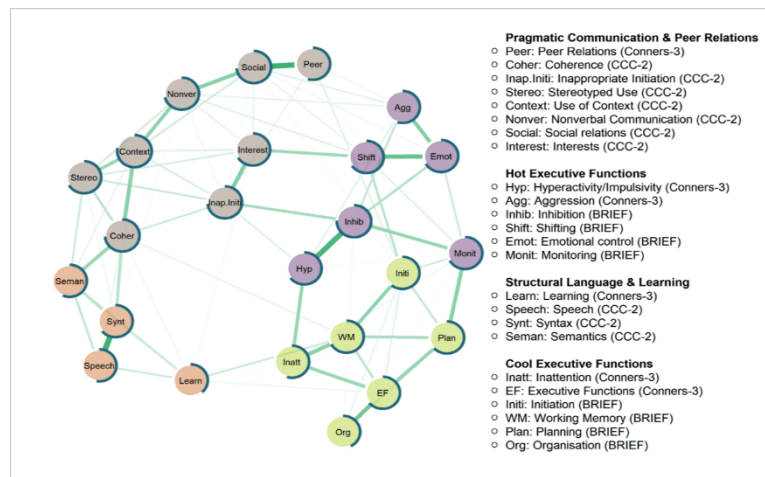 Social
Peer
Nonver
Agg
Context
Interest
Shift
Emot
Stereo
Inap.Initi
Inhib
Coher
Monit
Hyp
Initi
Seman
Synt
WM
Plan
Inatt
Speech
Learn
EF
Org
Pragmatic Communication & Peer Relations
○ Peer: Peer Relations (Conners-3)
○ Coher: Coherence (CCC-2)
○ Inap.Initi: Inappropriate Initiation (CCC-2)
○ Stereo: Stereotyped Use (CCC-2)
○ Context: Use of Context (CCC-2)
○ Nonver: Nonverbal Communication (CCC-2)
○ Social: Social relations (CCC-2)
○ Interest: Interests (CCC-2)
Hot Executive Functions
○ Hyp: Hyperactivity/Impulsivity (Conners-3)
○ Agg: Aggression (Conners-3)
○ Inhib: Inhibition (BRIEF)
○ Shift: Shifting (BRIEF)
○ Emot: Emotional control (BRIEF)
○ Monit: Monitoring (BRIEF)
Structural Language & Learning
○ Learn: Learning (Conners-3)
○ Speech: Speech (CCC-2)
○ Synt: Syntax (CCC-2)
○ Seman: Semantics (CCC-2)
Cool Executive Functions
○ Inatt: Inattention (Conners-3)
○ EF: Executive Functions (Conners-3)
○ Initi: Initiation (BRIEF)
○ WM: Working Memory (BRIEF)
○ Plan: Planning (BRIEF)
○ Org: Organisation (BRIEF)